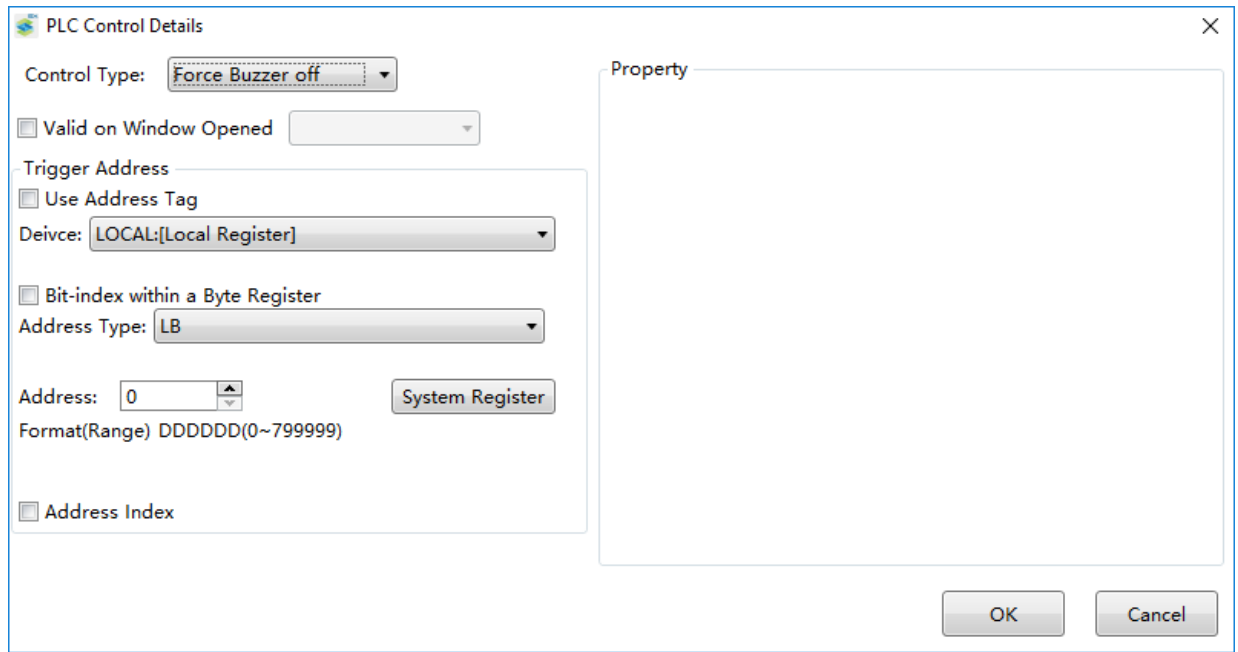 PLC Control Details
Control Type: Force Buzzer off
Valid on Window Opened
Trigger Address
Use Address Tag
Deivce: LOCAL:[Local Register]
Bit-index within a Byte Register
Address Type: LB
Address: 0 System Register
Format(Range) DDDDDD(0~799999)
Address Index
Property
OK Cancel